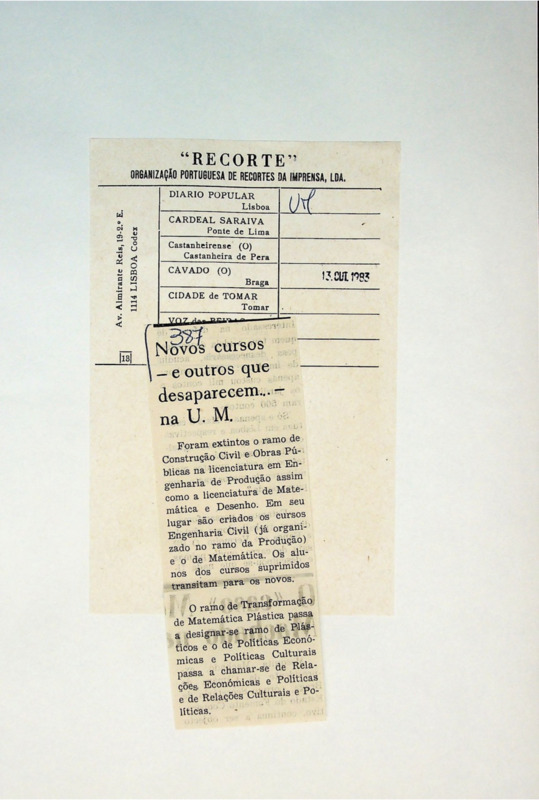 "RECORTE"
ORGANIZAÇÃO PORTUGUESA DE RECORTES DA IMPRENSA, LDA.
Av. Almirante Reis, 19-2.º E.
1114 LISBOA Codex
DIARIO POPULAR
Lisboa
CARDEAL SARAIVA
Ponte de Lima
Castanheirense (O)
Castanheira de Pera
CAVADO (O)
Braga
13. OUT. 1983
CIDADE DE TOMAR
Tomar
VOZ das
13
387
Novos cursos
— e outros que
desaparecem... —
na U. M.
Foram extintos o ramo de
Construção Civil e Obras Pú-
blicas na licenciatura em En-
genharia de Produção assim
como a licenciatura de Mate-
mática e Desenho. Em seu
lugar são criados os cursos
Engenharia Civil (já organi-
zado no ramo da Produção)
e o de Matemática. Os alu-
nos dos cursos suprimidos
transitam para os novos.
O ramo de Transformação
de Matemática Plástica passa
a designar-se ramo de Plás-
ticos e o de Políticas Econó-
micas e Políticas Culturais
passa a chamar-se de Rela-
ções Económicas e Políticas
e de Relações Culturais e Po-
líticas.